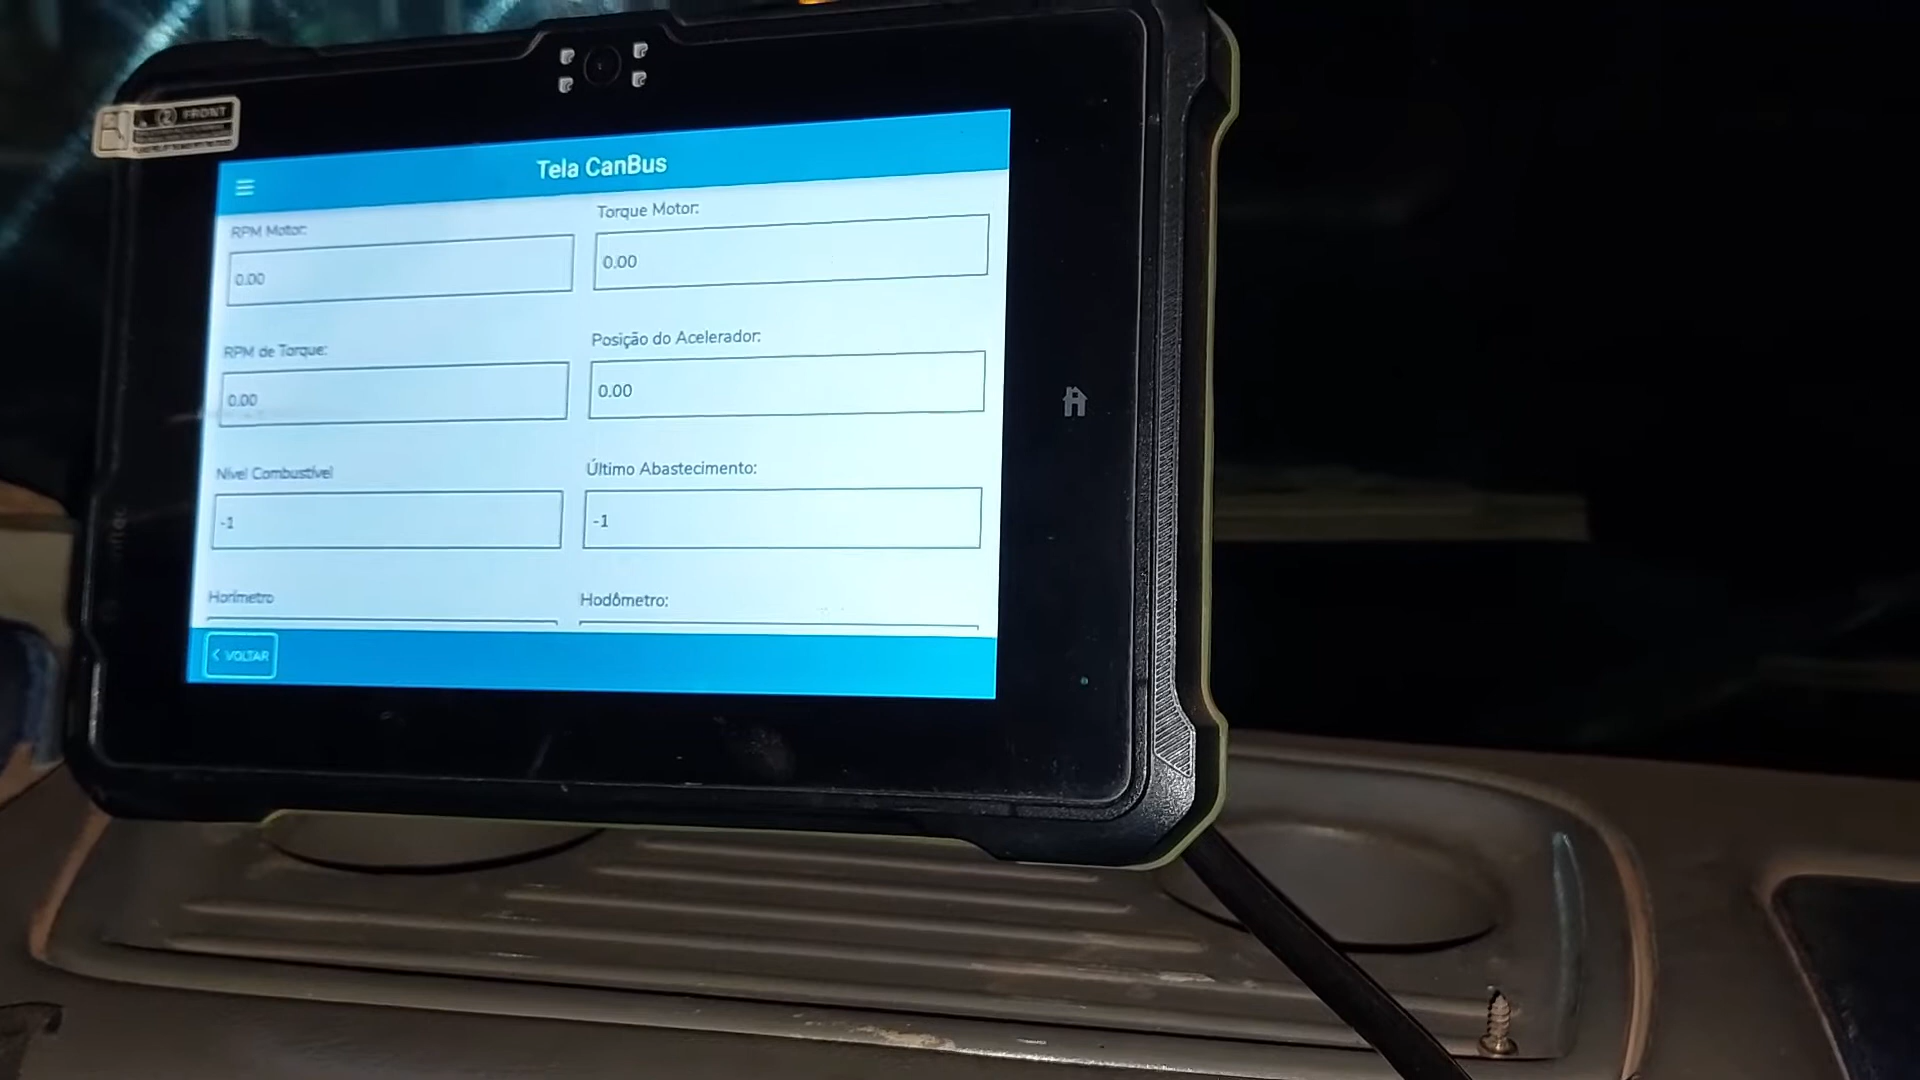 FRONT
Tela CanBus
RPM Motor:
Torque Motor:
0.00
0.00
RPM de Torque:
Posição do Acelerador:
0.00
0.00
Nível Combustível
Último Abastecimento:
-1
-1
Horímetro
Hodômetro:
< VOLTAR